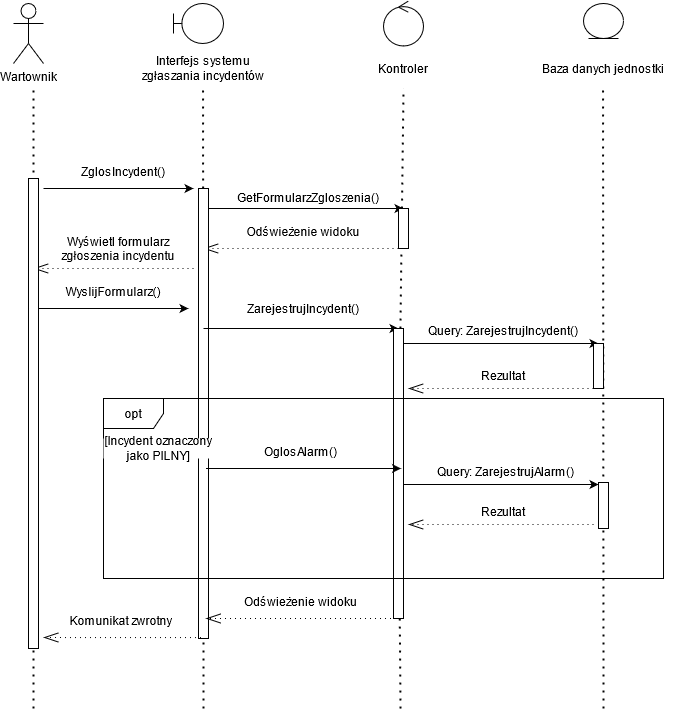 Wartownik
Interfejs systemu
zgłaszania incydentów
Kontroler
Baza danych jednostki
ZglosIncydent()
GetFormularzZgloszenia()
Odświeżenie widoku
Wyświetl formularz
zgłoszenia incydentu
WyslijFormularz()
ZarejestrujIncydent()
Query: ZarejestrujIncydent()
Rezultat
opt
[Incydent oznaczony
jako PILNY]
OglosAlarm()
Query: ZarejestrujAlarm()
Rezultat
Odświeżenie widoku
Komunikat zwrotny